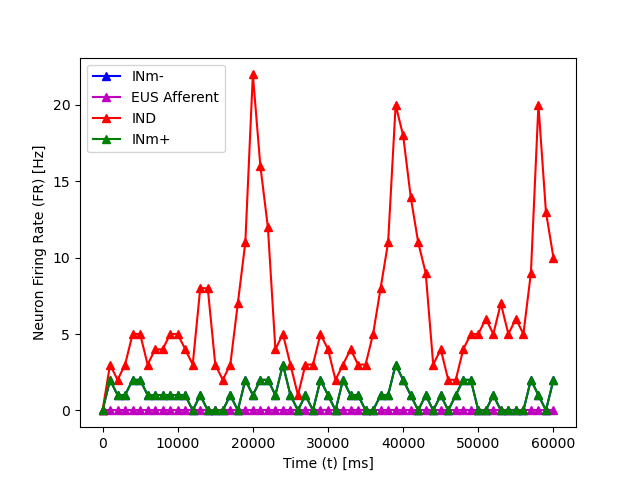 INm-
EUS Afferent
IND
INm+
20
15
10
5
0
Neuron Firing Rate (FR) [Hz]
0 10000 20000 30000 40000 50000 60000
Time (t) [ms]